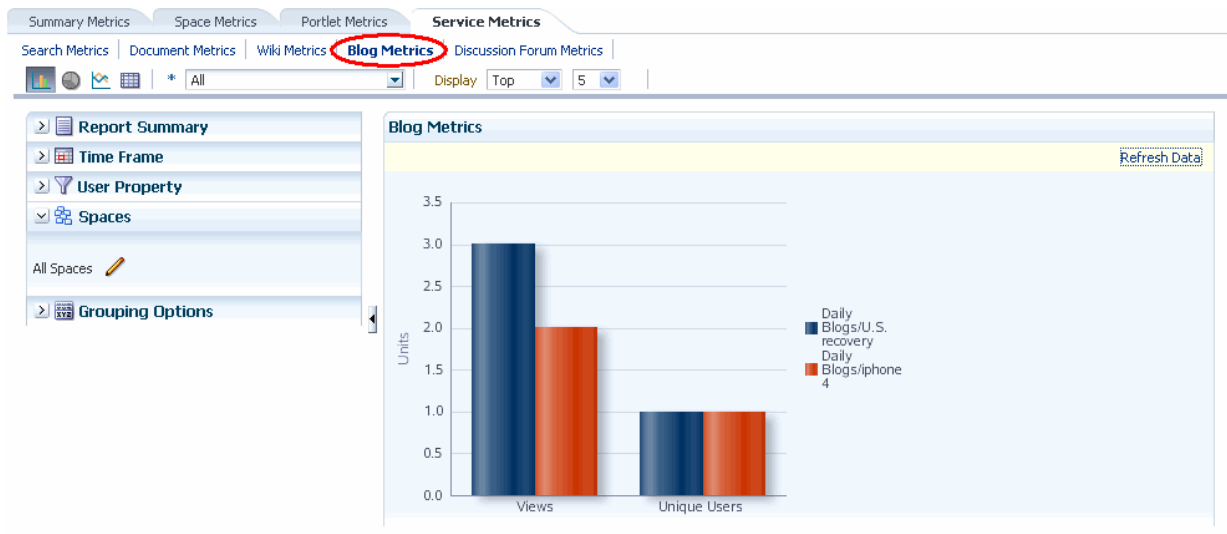 Summary Metrics Space Metrics Portlet Metrics Service Metrics
Search Metrics Document Metrics Wiki Metrics Blog Metrics Discussion Forum Metrics
* All Display Top 5
Report Summary
Time Frame
User Property
Spaces
All Spaces
Grouping Options
Blog Metrics
Refresh Data
3.5
3.0
2.5
2.0
1.5
1.0
0.5
0.0
Units
Views Unique Users
Daily
Blogs/U.S.
recovery
Daily
Blogs/iphone
4